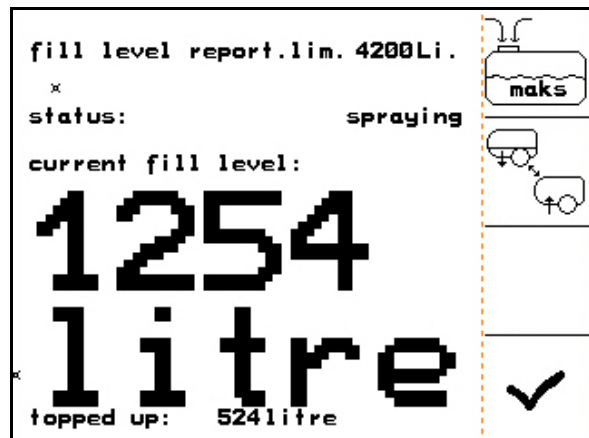 fill level report.lim. 4200Li.
maks
status: spraying
current fill level:
1254
litre
topped up: 524litre